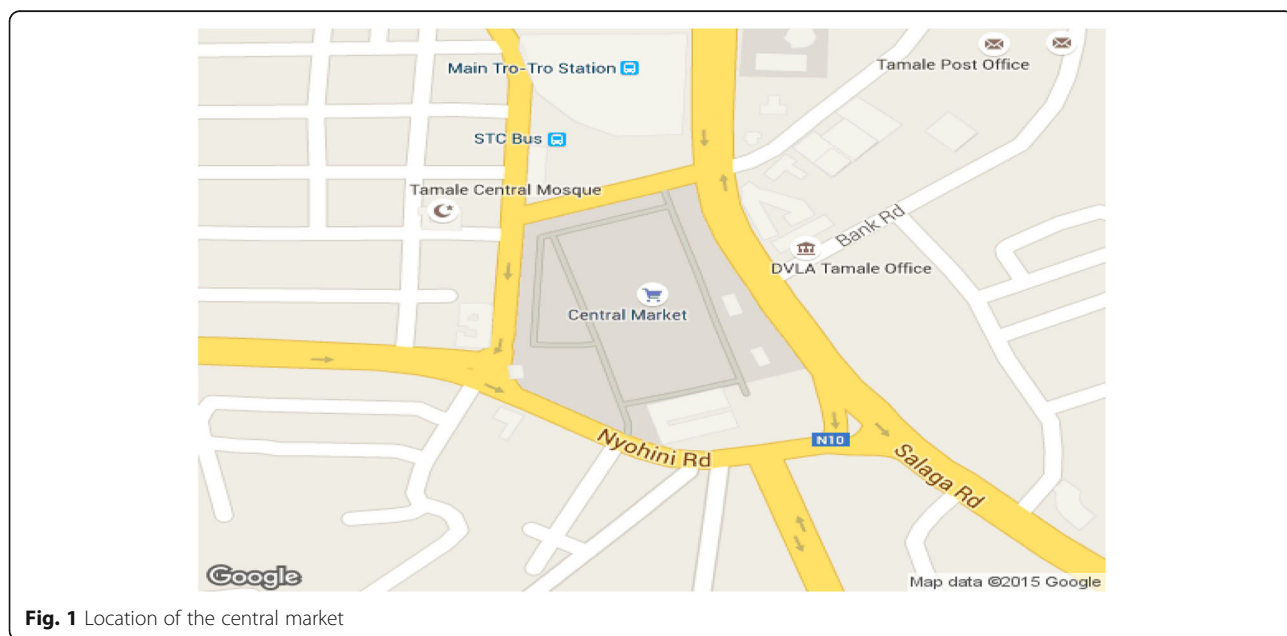 Main Tro-Tro Station
Tamale Post Office
STC Bus
Tamale Central Mosque
Bank Rd
DVLA Tamale Office
Central Market
N10
Nyohini Rd
Salaga Rd
Google
Map data ©2015 Google
Fig. 1 Location of the central market